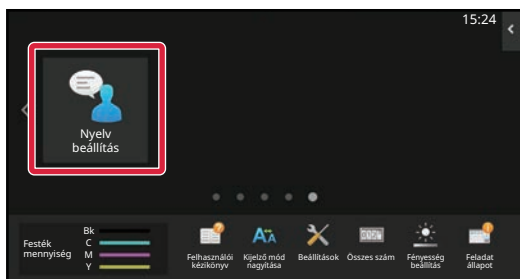 15:24
Nyelv
beállítás
Festék
mennyiség
Bk
C
M
Y
Felhasználói
kézikönyv
Kijelző mód
nagyítása
Beállítások
Összes szám
Fényesség
beállítás
Feladat
állapot